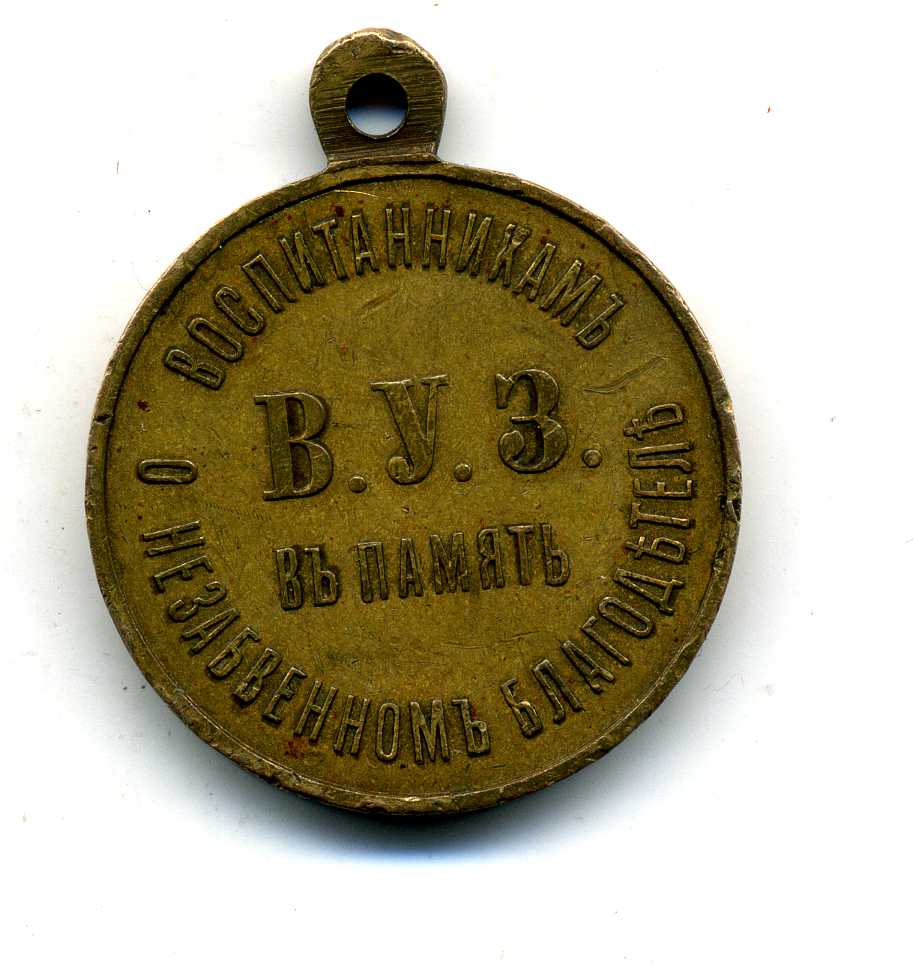 ВОСПИТАННИКАМЪ
В.У.З.
ВЪ ПАМЯТЬ
О НЕЗАБВЕННОМЪ БЛАГОДѢТЕЛѢ